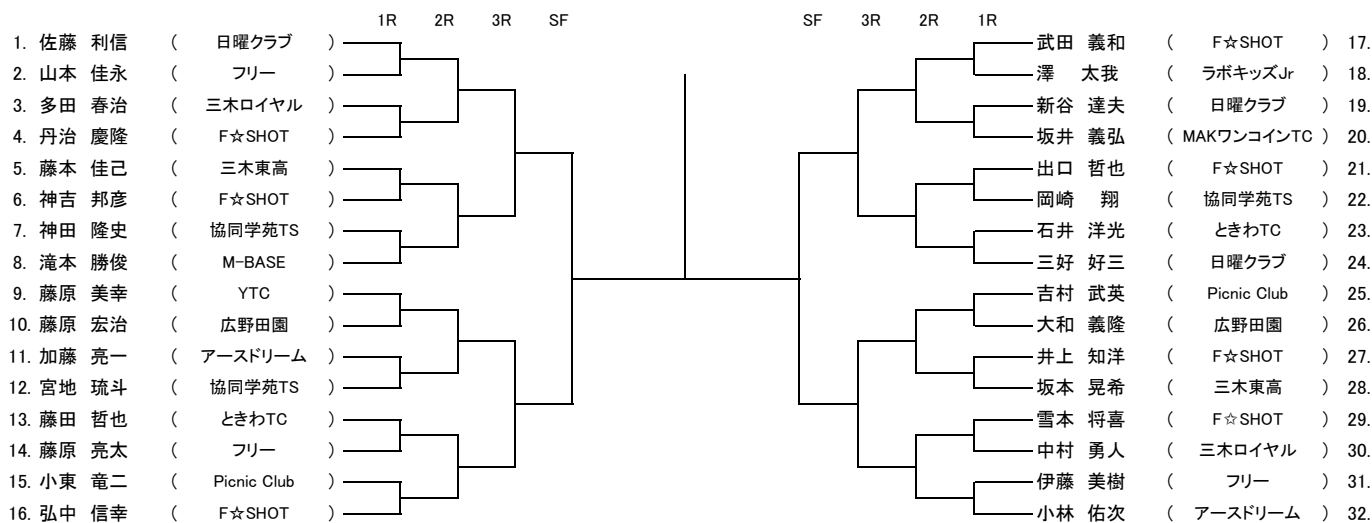 1R 2R 3R SF SF 3R 2R 1R
1. 佐藤 利信 ( 日曜クラブ ) 武田 義和 ( F☆SHOT ) 17.
2. 山本 佳永 ( フリー ) 澤 太我 ( ラボキッズJr ) 18.
3. 多田 春治 ( 三木ロイヤル ) 新谷 達夫 ( 日曜クラブ ) 19.
4. 丹治 慶隆 ( F☆SHOT ) 坂井 義弘 ( MAKワンコインTC ) 20.
5. 藤本 佳己 ( 三木東高 ) 出口 哲也 ( F☆SHOT ) 21.
6. 神吉 邦彦 ( F☆SHOT ) 岡崎 翔 ( 協同学苑TS ) 22.
7. 神田 隆史 ( 協同学苑TS ) 石井 洋光 ( ときわTC ) 23.
8. 滝本 勝俊 ( M-BASE ) 三好 好三 ( 日曜クラブ ) 24.
9. 藤原 美幸 ( YTC ) 吉村 武英 ( Picnic Club ) 25.
10. 藤原 宏治 ( 広野田園 ) 大和 義隆 ( 広野田園 ) 26.
11. 加藤 亮一 ( アースドリーム ) 井上 知洋 ( F☆SHOT ) 27.
12. 宮地 琉斗 ( 協同学苑TS ) 坂本 晃希 ( 三木東高 ) 28.
13. 藤田 哲也 ( ときわTC ) 雪本 将喜 ( F☆SHOT ) 29.
14. 藤原 亮太 ( フリー ) 中村 勇人 ( 三木ロイヤル ) 30.
15. 小東 竜二 ( Picnic Club ) 伊藤 美樹 ( フリー ) 31.
16. 弘中 信幸 ( F☆SHOT ) 小林 佑次 ( アースドリーム ) 32.